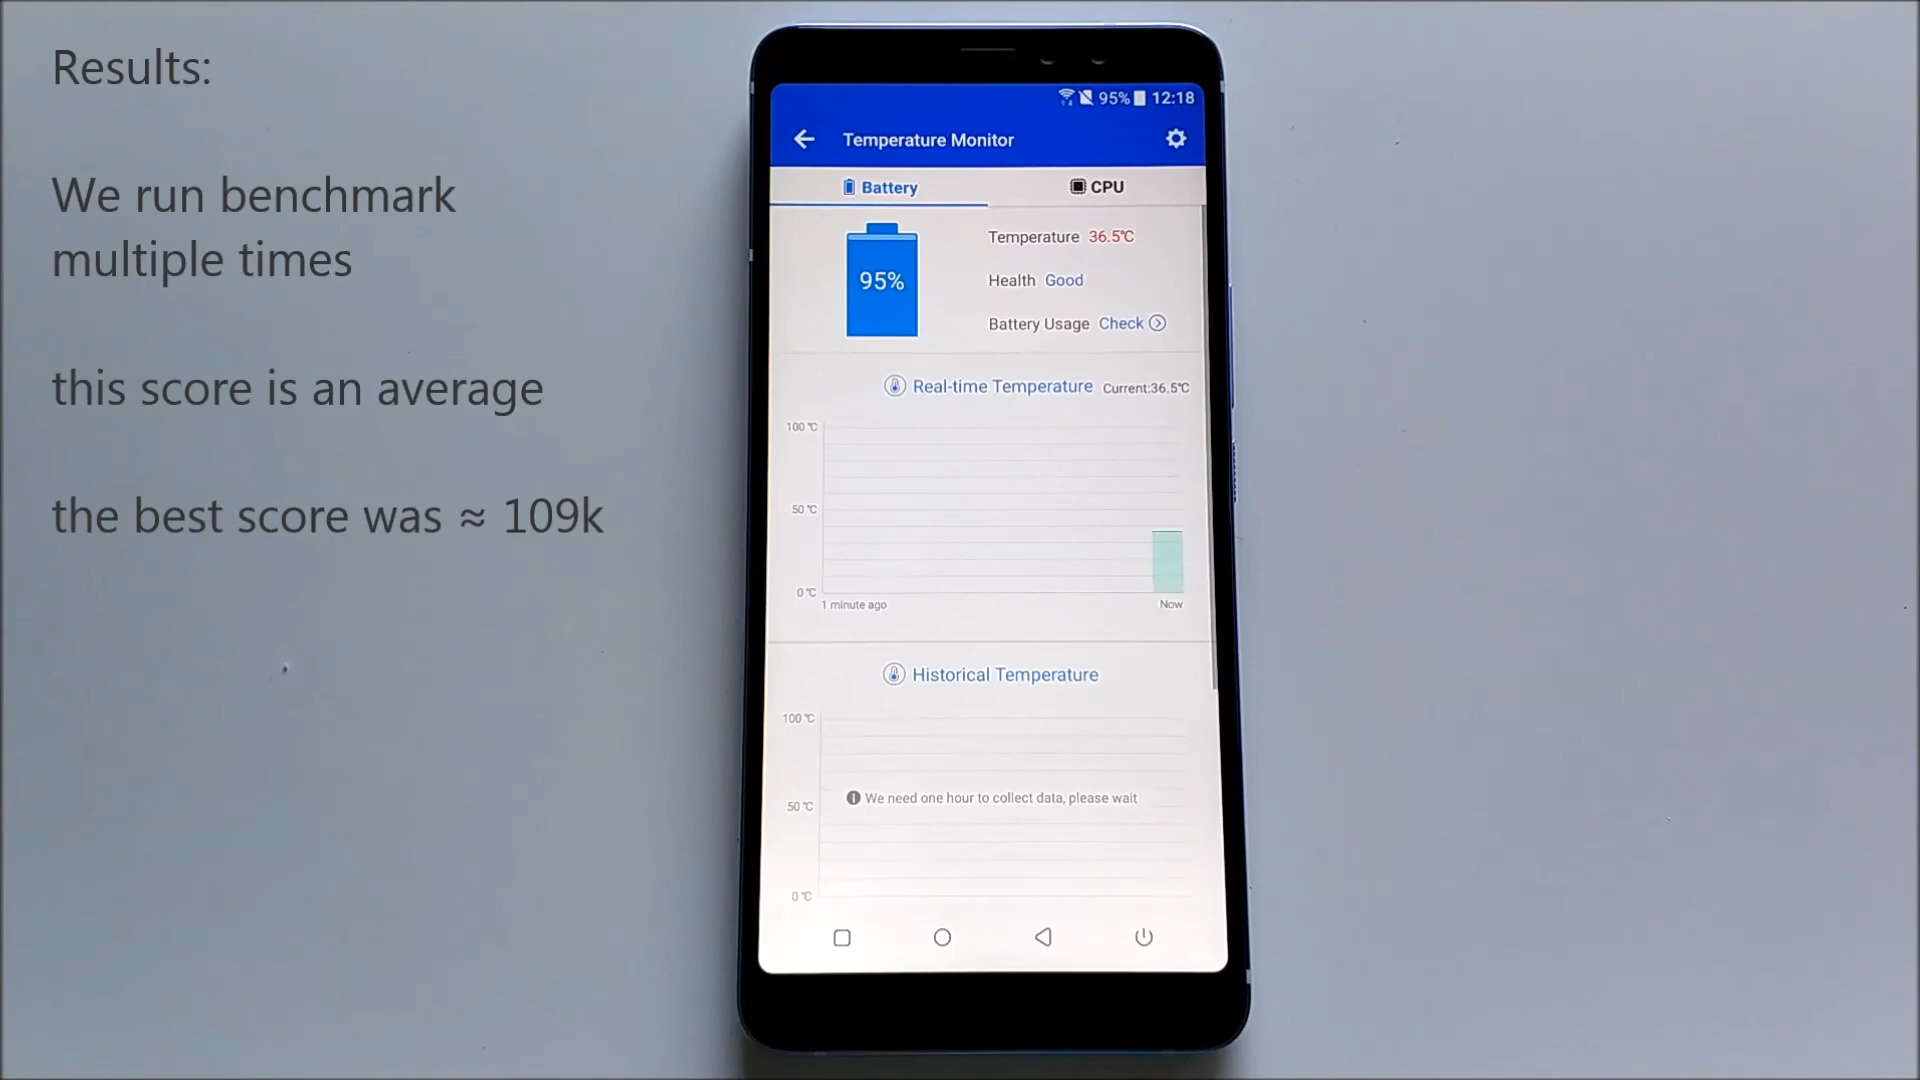 Results:
We run benchmark
multiple times
this score is an average
the best score was ≈ 109k
95% 12:18
Temperature Monitor
Battery
CPU
95%
Temperature 36.5℃
Health Good
Battery Usage Check
Real-time Temperature Current:36.5℃
100 ℃
50 ℃
0 ℃
1 minute ago
Now
Historical Temperature
100 ℃
We need one hour to collect data, please wait
50 ℃
0 ℃